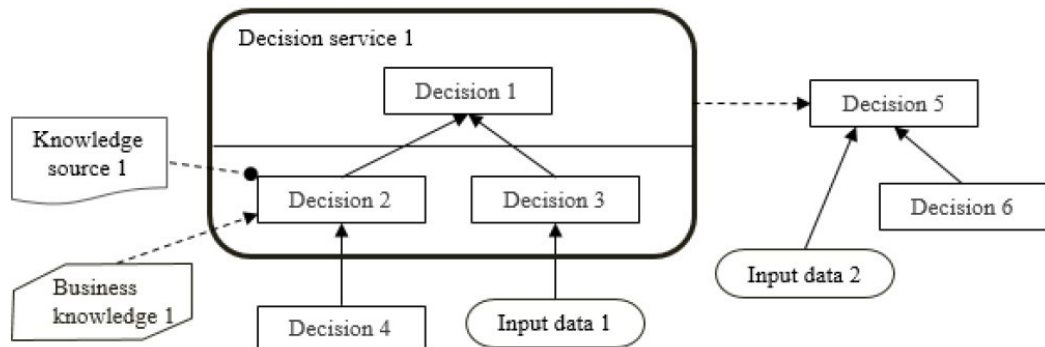 Decision service 1
Decision 1
Decision 5
Knowledge
source 1
Decision 2
Decision 3
Decision 6
Business
knowledge 1
Input data 2
Decision 4
Input data 1